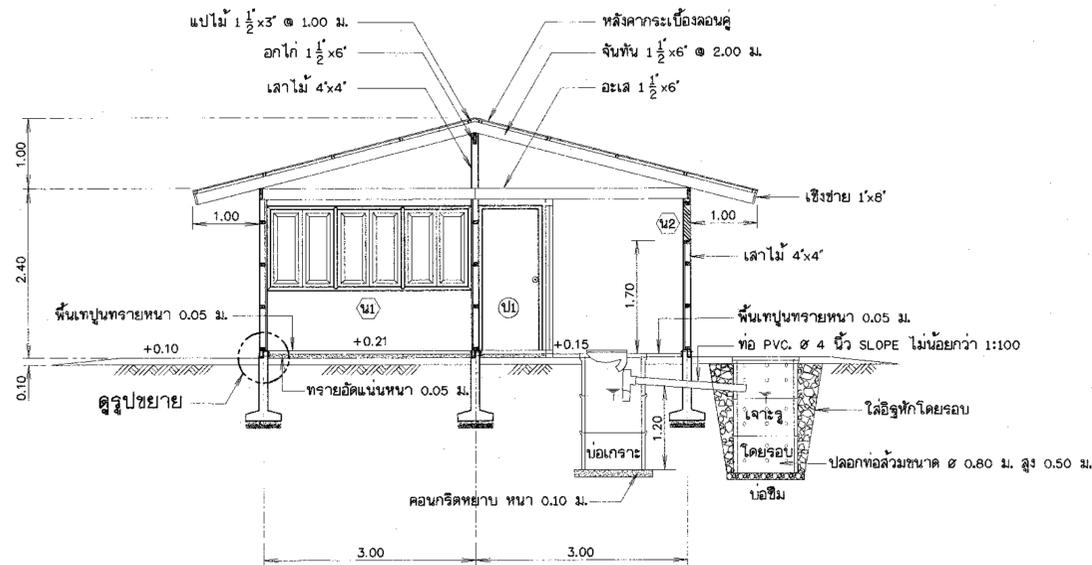 แปไม้ 1 1/2"x3" @ 1.00 ม.
หลังคากระเบื้องลอนคู่
อกไก่ 1 1/2"x6"
จันทัน 1 1/2"x6" @ 2.00 ม.
เสาไม้ 4"x4"
อะเส 1 1/2"x6"
1.00
เชิงชาย 1"x8"
1.00
น2
1.00
2.40
เสาไม้ 4"x4"
1.70
น1
ป1
พื้นเทปูนทรายหนา 0.05 ม.
พื้นเทปูนทรายหนา 0.05 ม.
+0.10
+0.21
+0.15
ท่อ PVC. ø 4 นิ้ว SLOPE ไม่น้อยกว่า 1:100
0.10
ดูรูปขยาย
ทรายอัดแน่นหนา 0.05 ม.
1.20
เจาะรู
ใส่อิฐหักโดยรอบ
บ่อเกรอะ
โดยรอบ
ปลอกท่อส้วมขนาด ø 0.80 ม. สูง 0.50 ม.
คอนกรีตหยาบ หนา 0.10 ม.
บ่อซึม
3.00
3.00